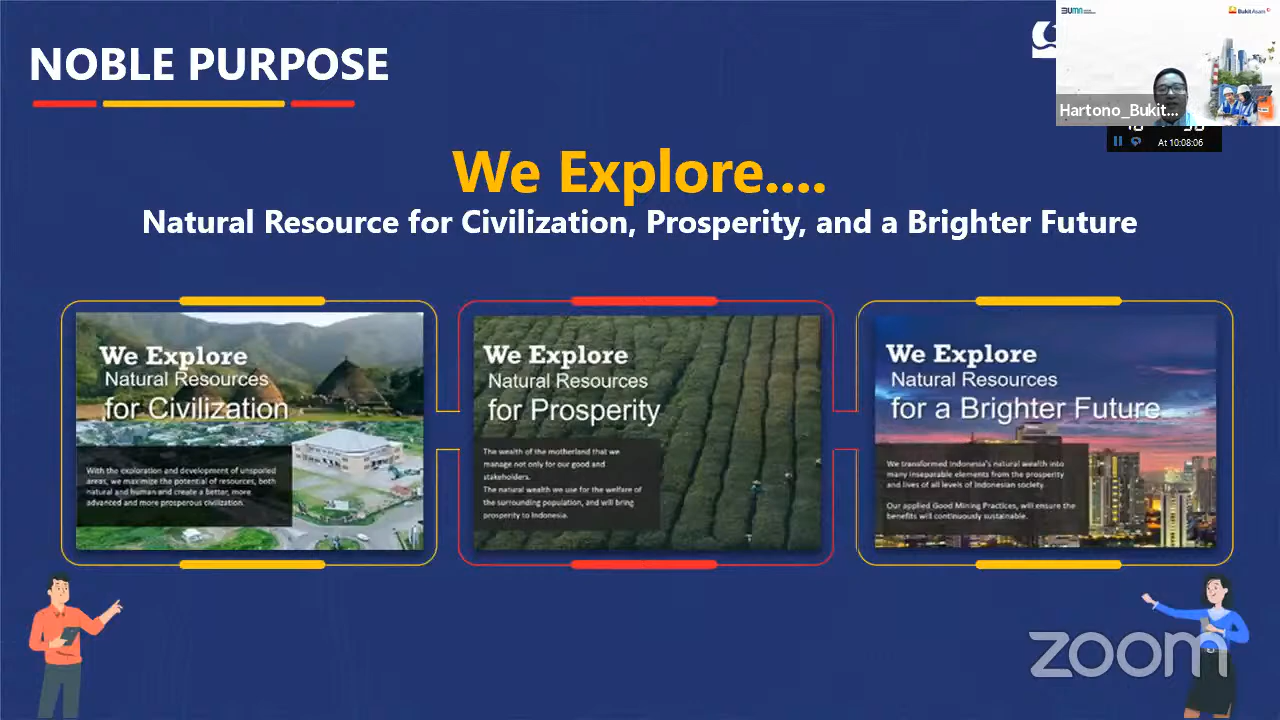 NOBLE PURPOSE
BUMN
Bukit Asam
Hartono_Bukit...
At 10:08:06
We Explore....
Natural Resource for Civilization, Prosperity, and a Brighter Future
We Explore
Natural Resources
for Civilization
With the exploration and development of unspoiled
areas, we maximize the potential of resources, both
natural and human and create a better, more
advanced and more prosperous civilization.
We Explore
Natural Resources
for Prosperity
The wealth of the motherland that we
manage not only for our good and
stakeholders.
The natural wealth we use for the welfare of
the surrounding population, and will bring
prosperity to Indonesia.
We Explore
Natural Resources
for a Brighter Future
We transformed Indonesia's natural wealth into
many inseparable elements from the prosperity
and lives of all levels of Indonesian society.
Our applied Good Mining Practices, will ensure the
benefits will continuously sustainable.
zoom